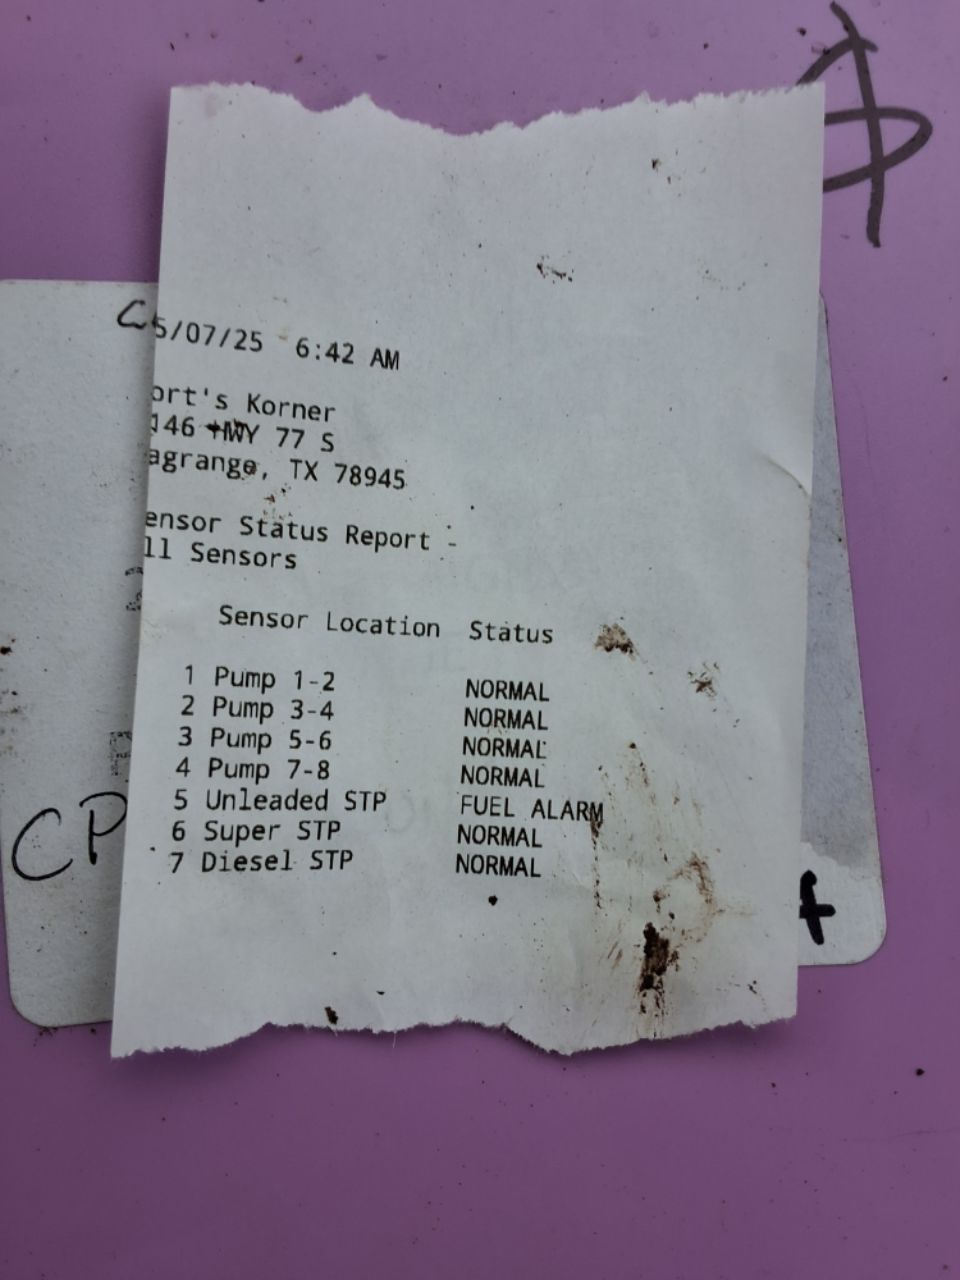 5/07/25 6:42 AM
ort's Korner
146 HWY 77 S
agrange, TX 78945
ensor Status Report -
ll Sensors
Sensor Location Status
1 Pump 1-2 NORMAL
2 Pump 3-4 NORMAL
3 Pump 5-6 NORMAL
4 Pump 7-8 NORMAL
5 Unleaded STP FUEL ALARM
6 Super STP NORMAL
7 Diesel STP NORMAL
CP